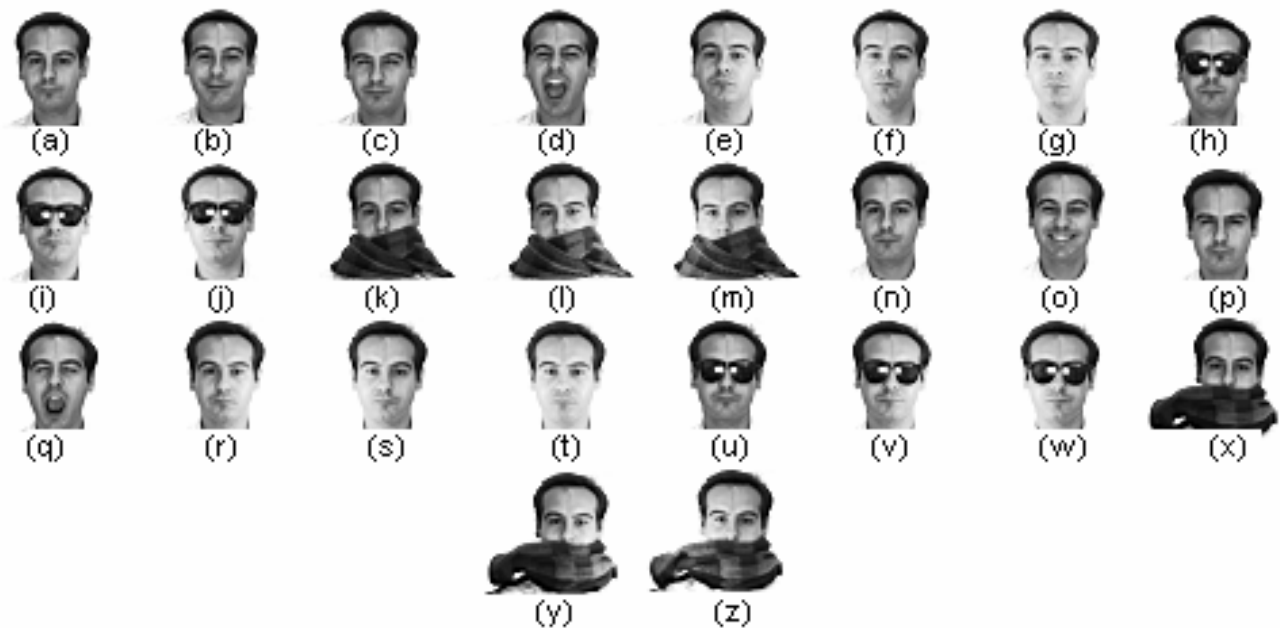 (a) (b) (c) (d) (e) (f) (g) (h)
(i) (j) (k) (l) (m) (n) (o) (p)
(q) (r) (s) (t) (u) (v) (w) (x)
(y) (z)